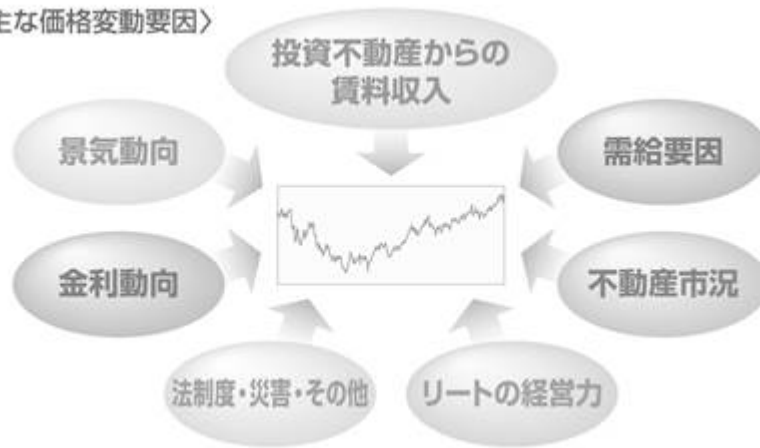 主な価格変動要因〉
投資不動産からの
賃料収入
景気動向
需給要因
金利動向
不動産市況
法制度・災害・その他
リートの経営力